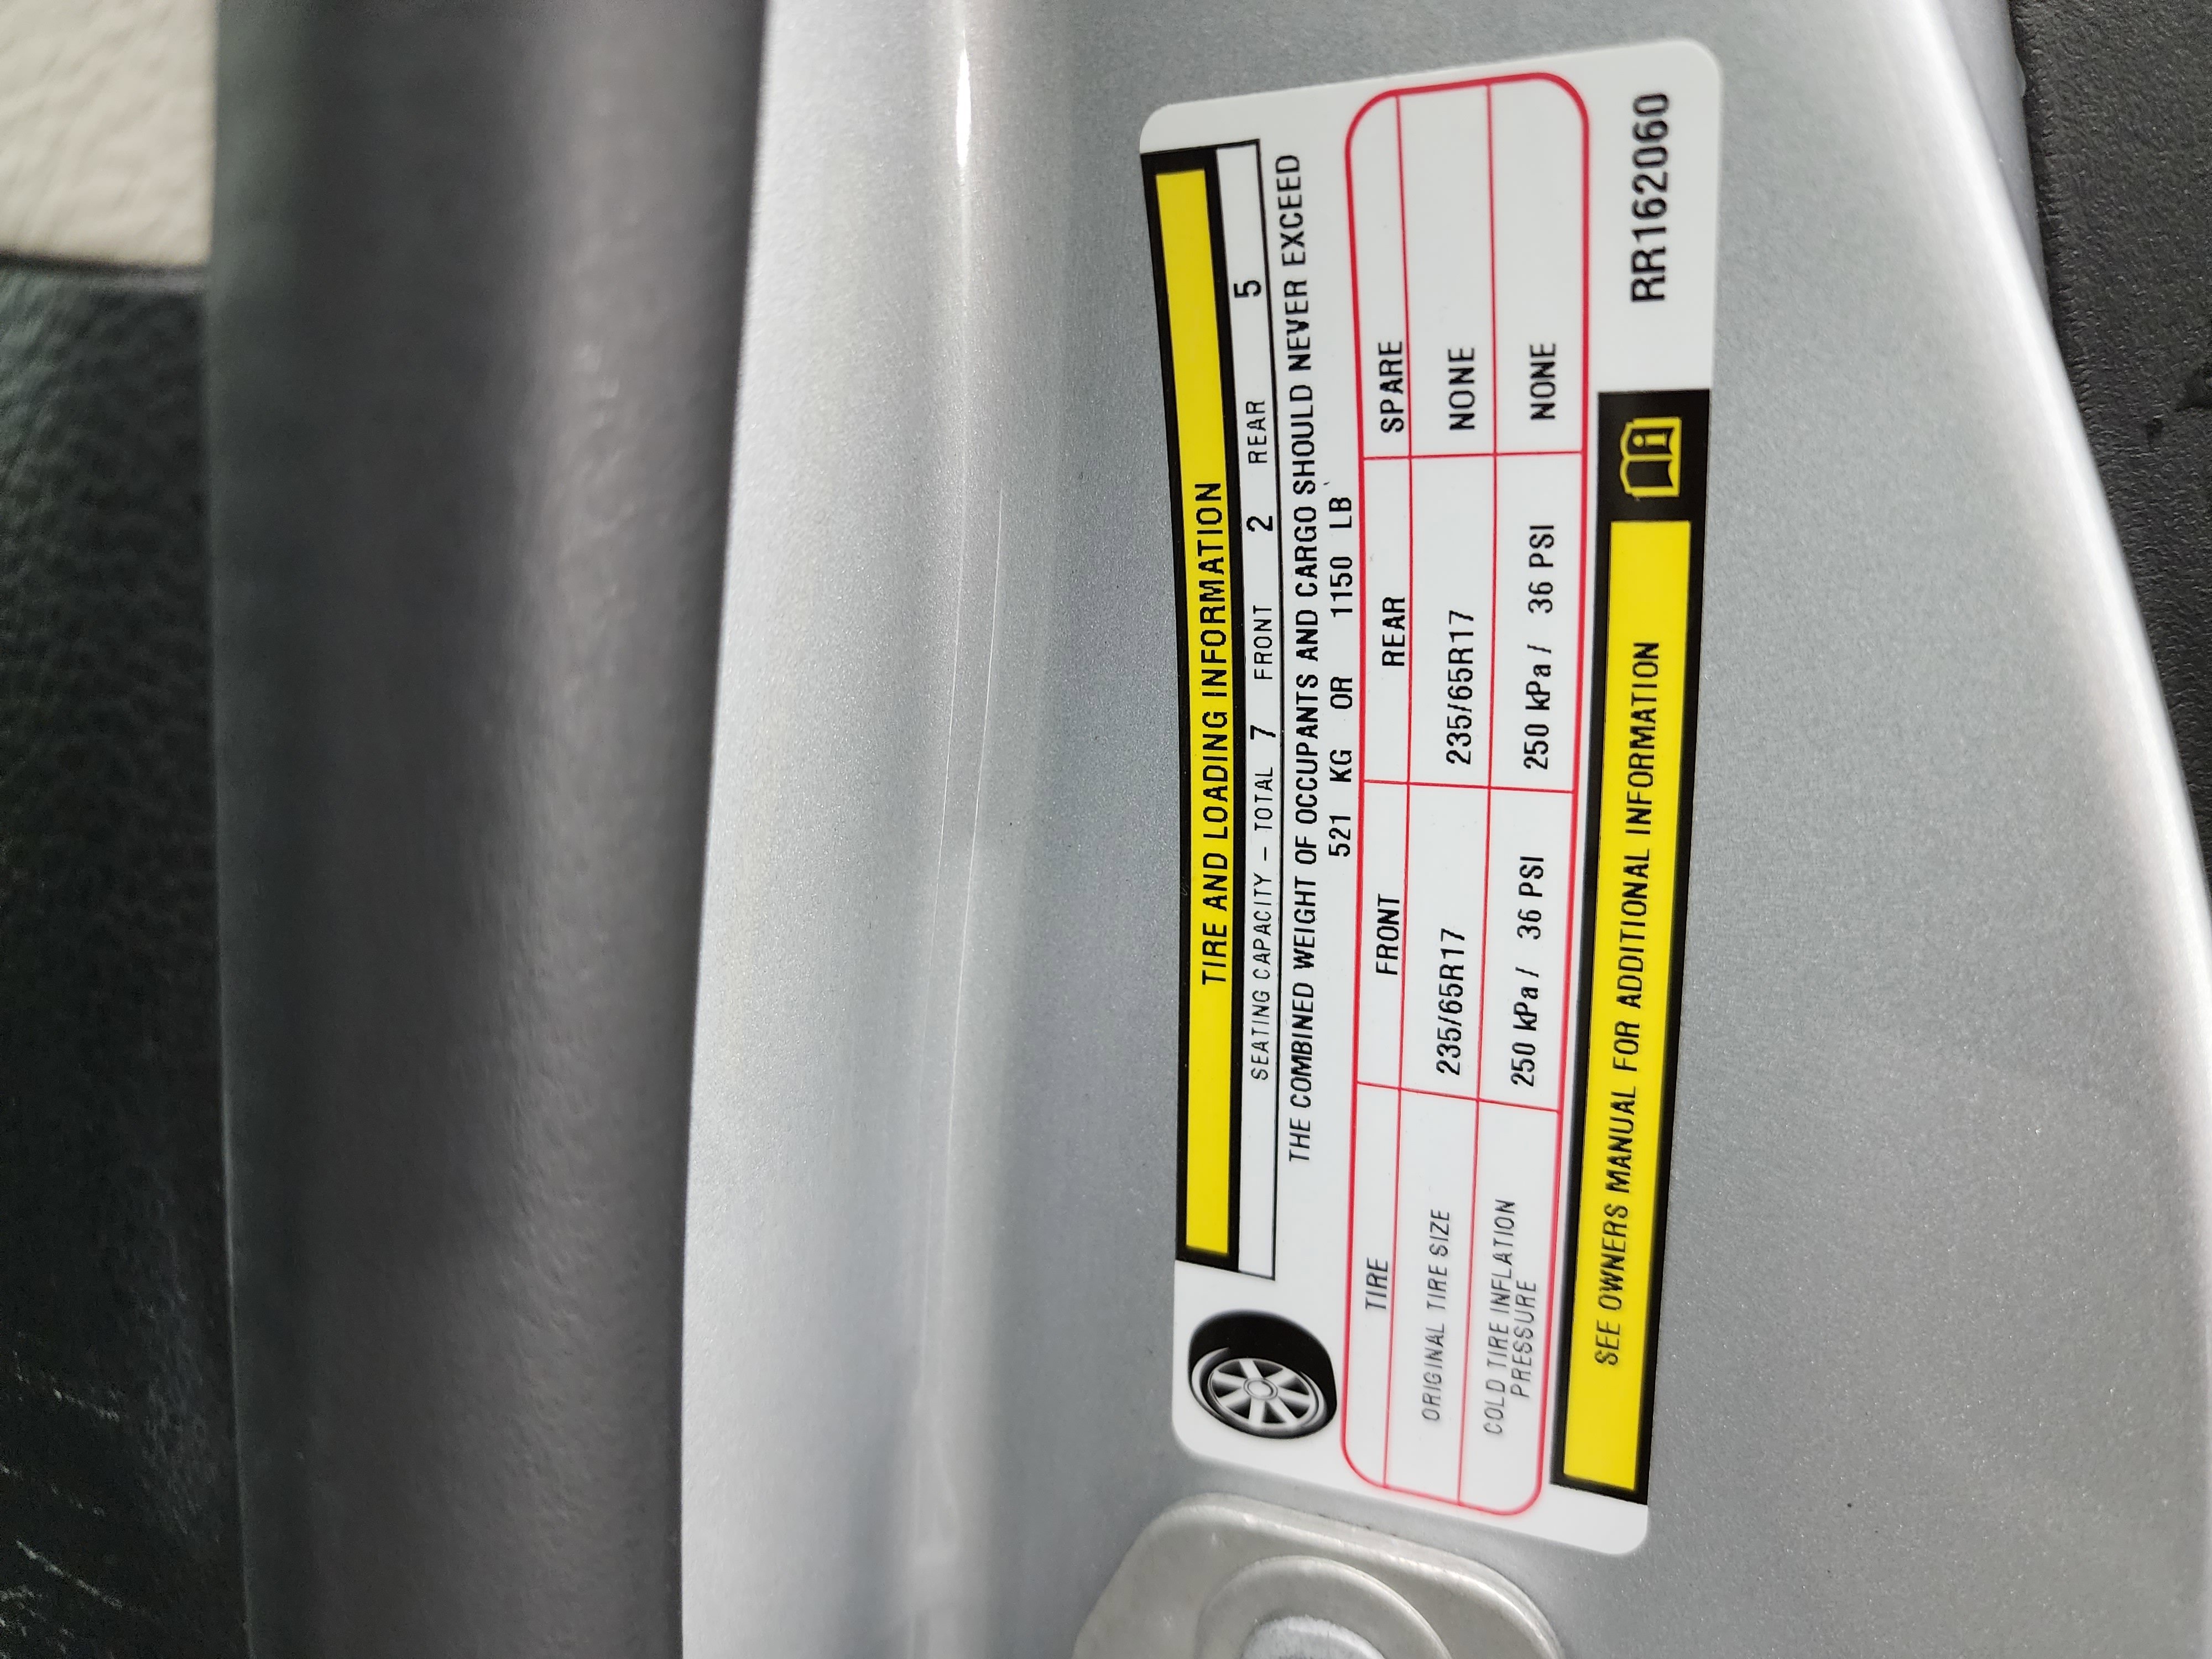 TIRE AND LOADING INFORMATION
SEATING CAPACITY - TOTAL 7 FRONT 2 REAR 5
THE COMBINED WEIGHT OF OCCUPANTS AND CARGO SHOULD NEVER EXCEED
521 KG OR 1150 LB
TIRE FRONT REAR SPARE
ORIGINAL TIRE SIZE 235/65R17 235/65R17 NONE
COLD TIRE INFLATION
PRESSURE 250 kPa / 36 PSI 250 kPa / 36 PSI NONE
SEE OWNERS MANUAL FOR ADDITIONAL INFORMATION
RR162060